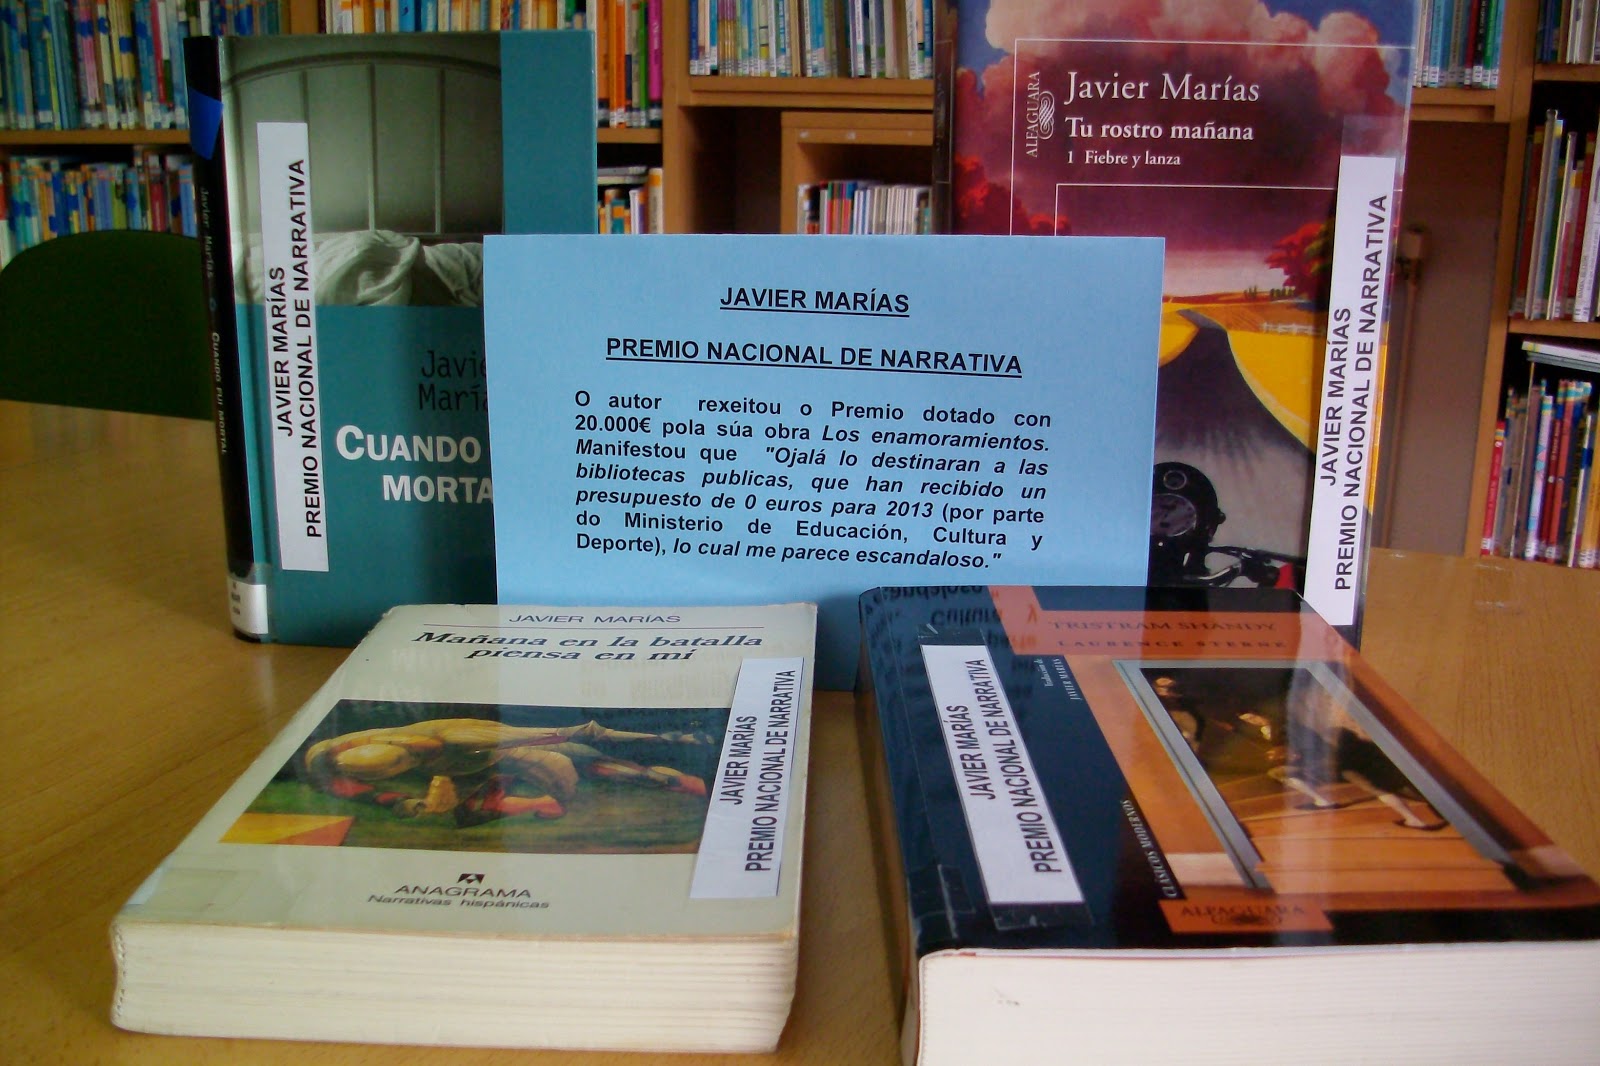 Javier Marías CUANDO FUI MORTAL
JAVIER MARÍAS
PREMIO NACIONAL DE NARRATIVA
CUANDO
MORTA
ALFAGUARA
Javier Marías
Tu rostro mañana
1 Fiebre y lanza
JAVIER MARÍAS
PREMIO NACIONAL DE NARRATIVA
JAVIER MARÍAS
PREMIO NACIONAL DE NARRATIVA
O autor rexeitou o Premio dotado con
20.000€ pola súa obra Los enamoramientos.
Manifestou que "Ojalá lo destinaran a las
bibliotecas publicas, que han recibido un
presupuesto de 0 euros para 2013 (por parte
do Ministerio de Educación, Cultura y
Deporte), lo cual me parece escandaloso."
JAVIER MARÍAS
Mañana en la batalla
piensa en mí
JAVIER MARÍAS
PREMIO NACIONAL DE NARRATIVA
ANAGRAMA
Narrativas hispánicas
TRISTRAM SHANDY
LAURENCE STERNE
Traducción de
JAVIER MARÍAS
JAVIER MARÍAS
PREMIO NACIONAL DE NARRATIVA
CLÁSICOS MODERNOS
ALFAGUARA